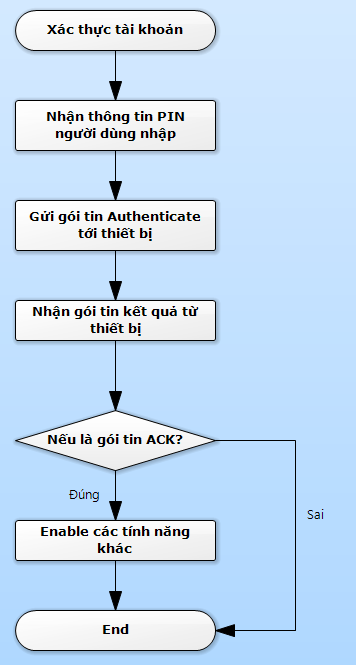 Xác thực tài khoản
Nhận thông tin PIN
người dùng nhập
Gửi gói tin Authenticate
tới thiết bị
Nhận gói tin kết quả từ
thiết bị
Nếu là gói tin ACK?
Đúng
Sai
Enable các tính năng
khác
End